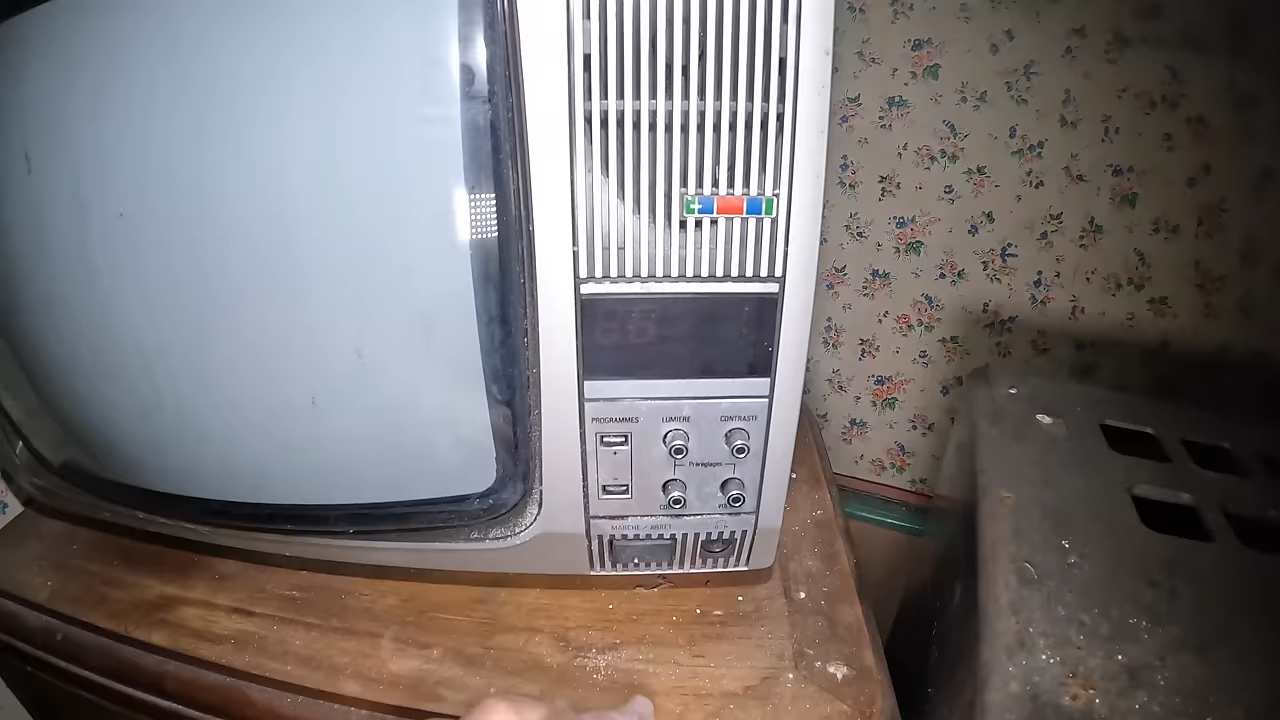 PROGRAMMES LUMIERE CONTRASTE
+
Préréglages
-
MARCHE / ARRET